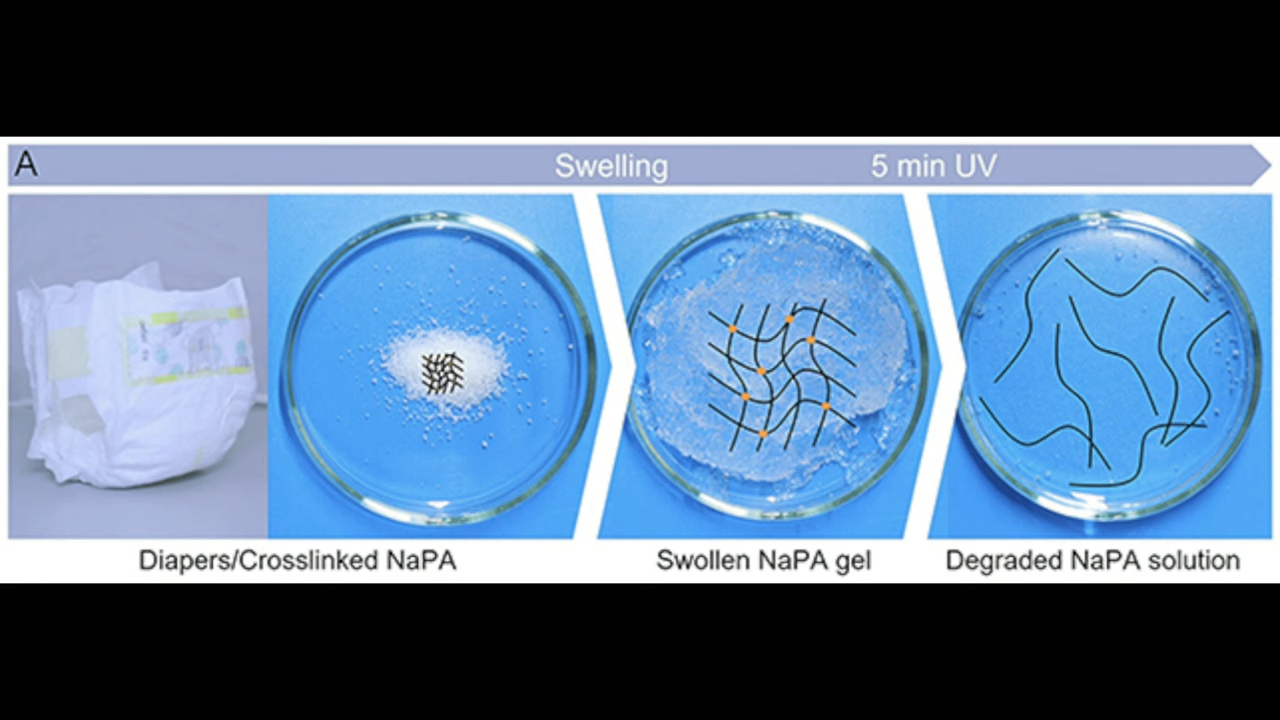 A
Swelling
5 min UV
Diapers/Crosslinked NaPA
Swollen NaPA gel
Degraded NaPA solution